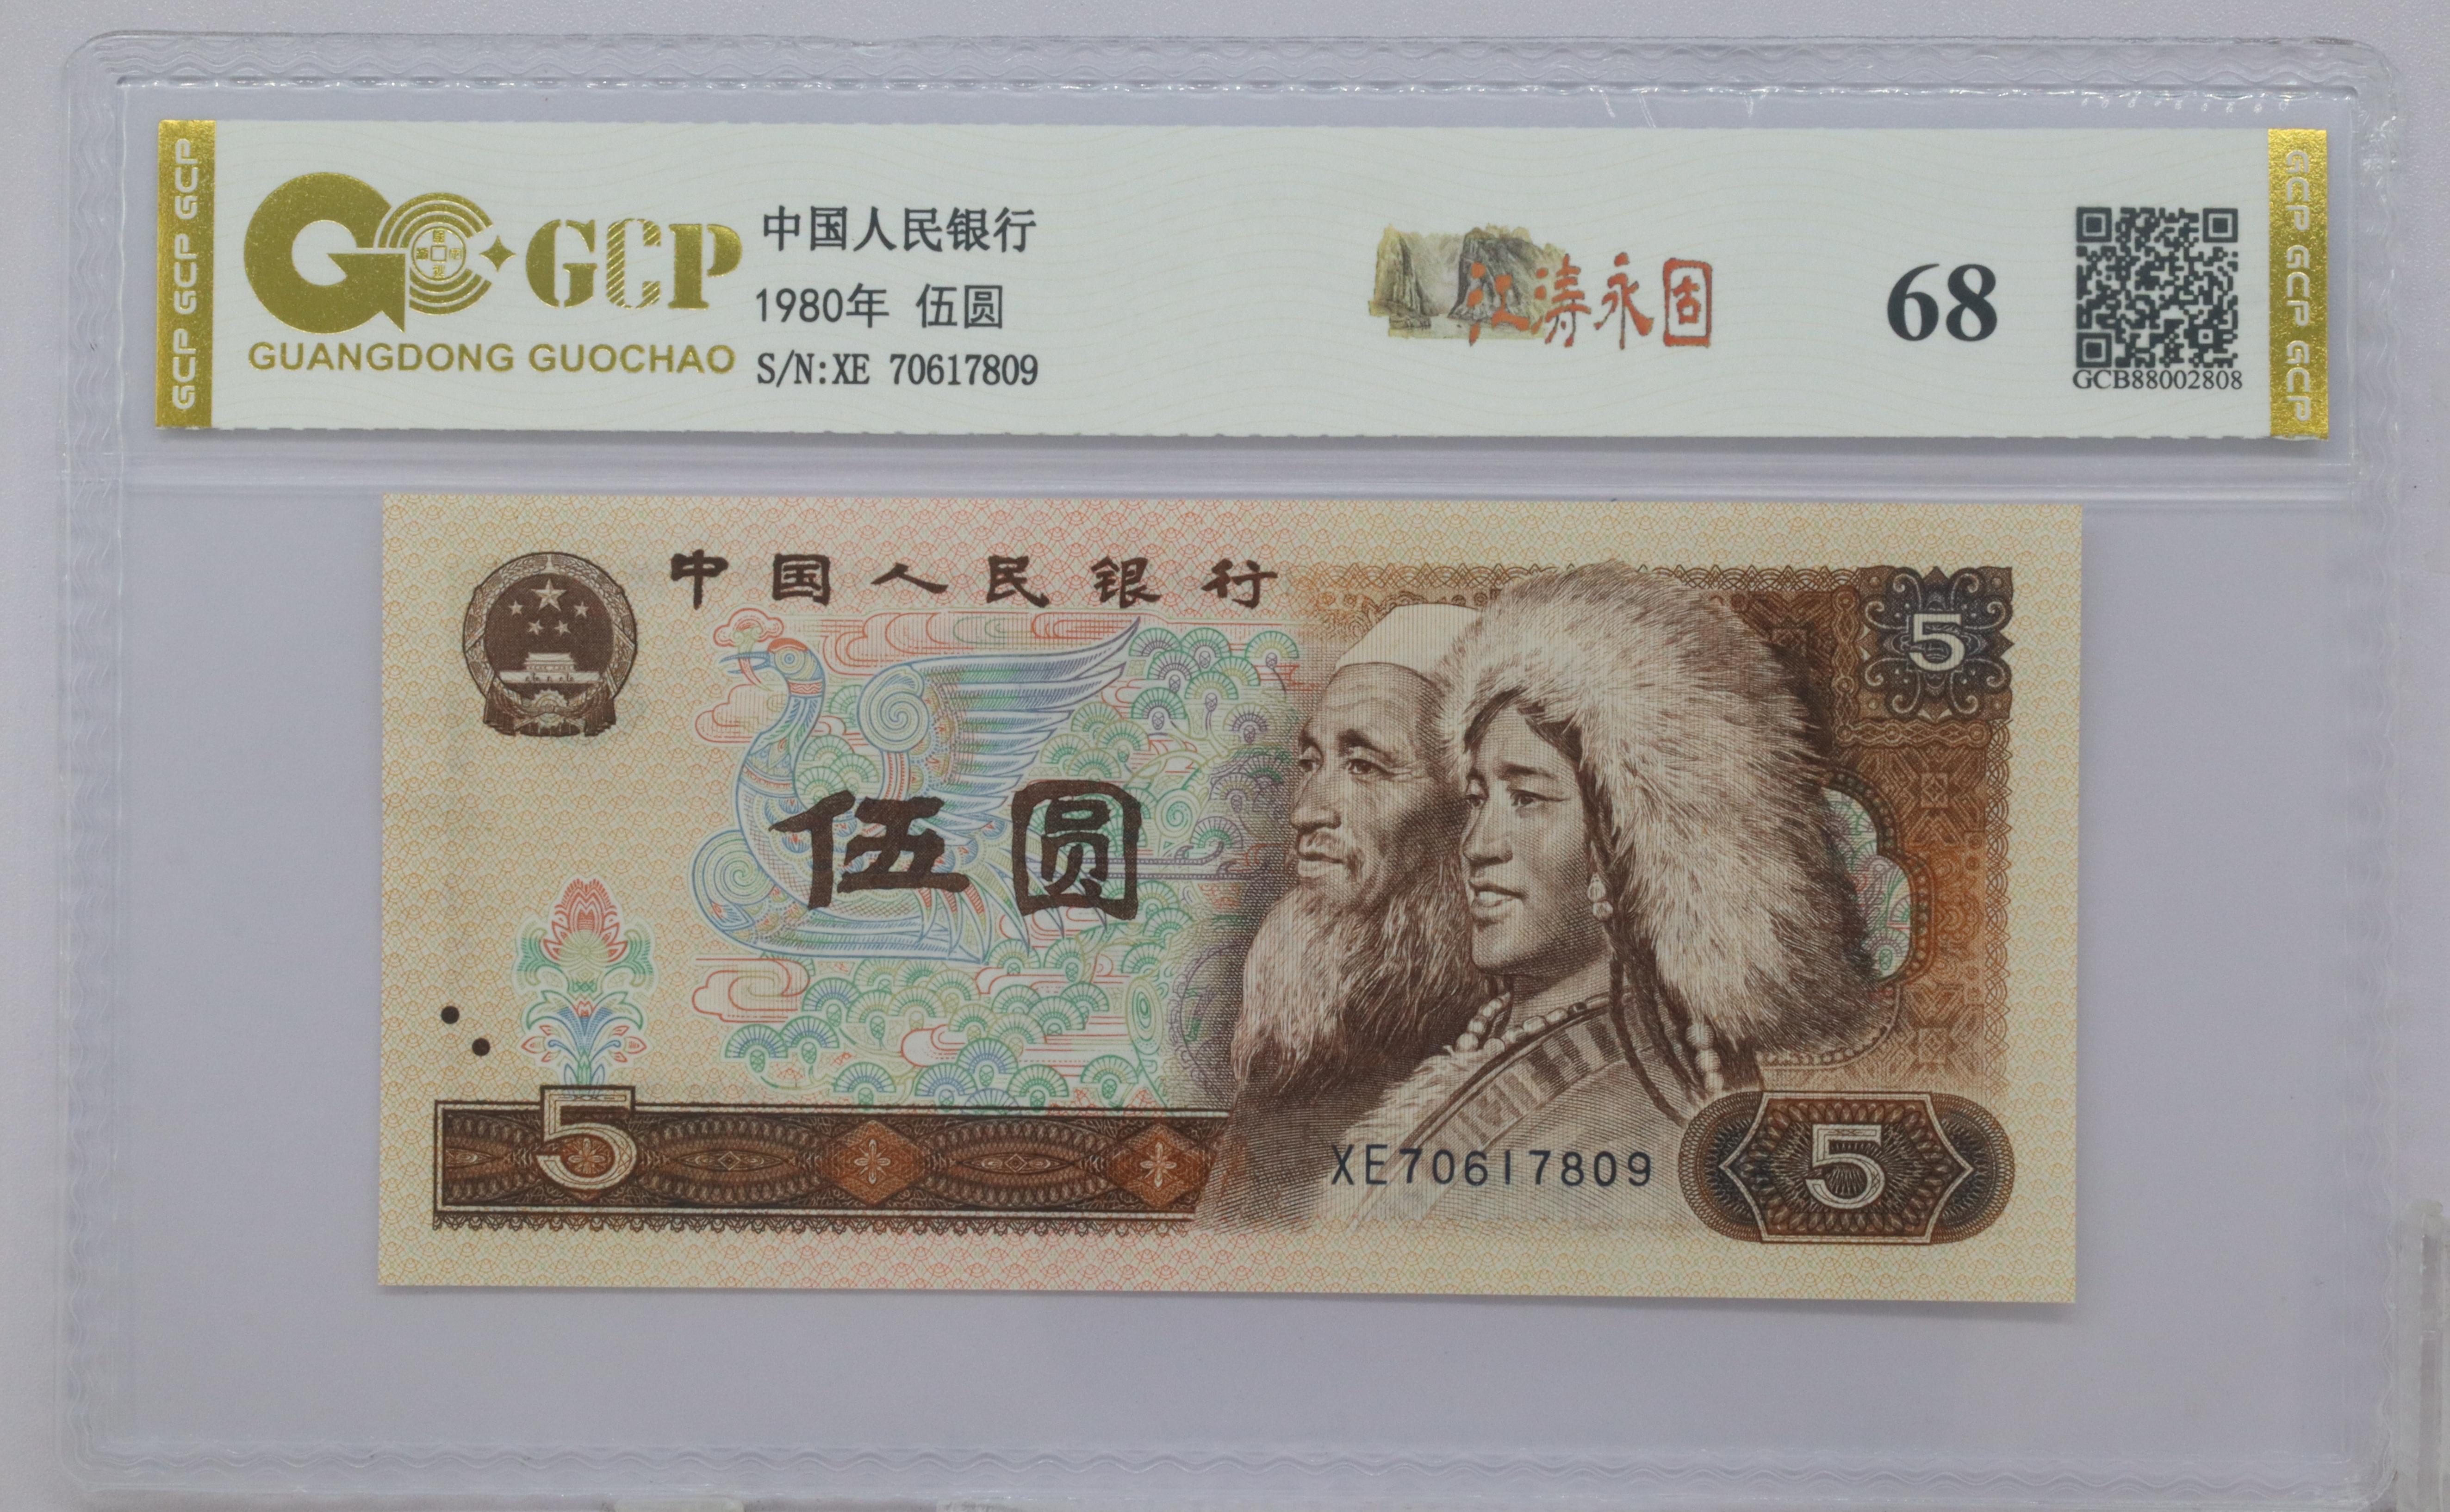 GCP GCP GCP
GCP
GUANGDONG GUOCHAO
中国人民银行
1980年 伍圆
S/N:XE 70617809
江涛永固
68
GCB88002808
GCP GCP GCP
中国人民银行
5
伍圆
5
XE70617809
5